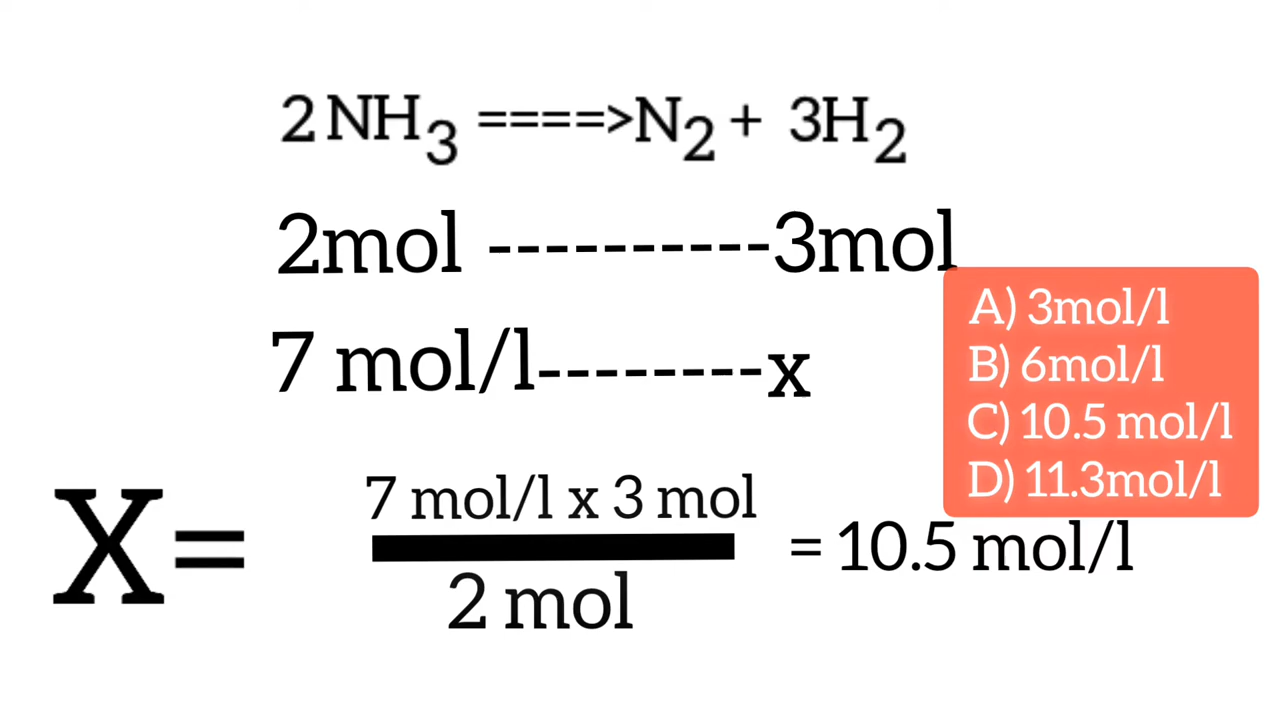 2 NH3 ====>N2 + 3H2
2mol ----------3mol
7 mol/l--------x
A) 3mol/l
B) 6mol/l
C) 10.5 mol/l
D) 11.3mol/l
7 mol/l x 3 mol
X= = 10.5 mol/l
2 mol